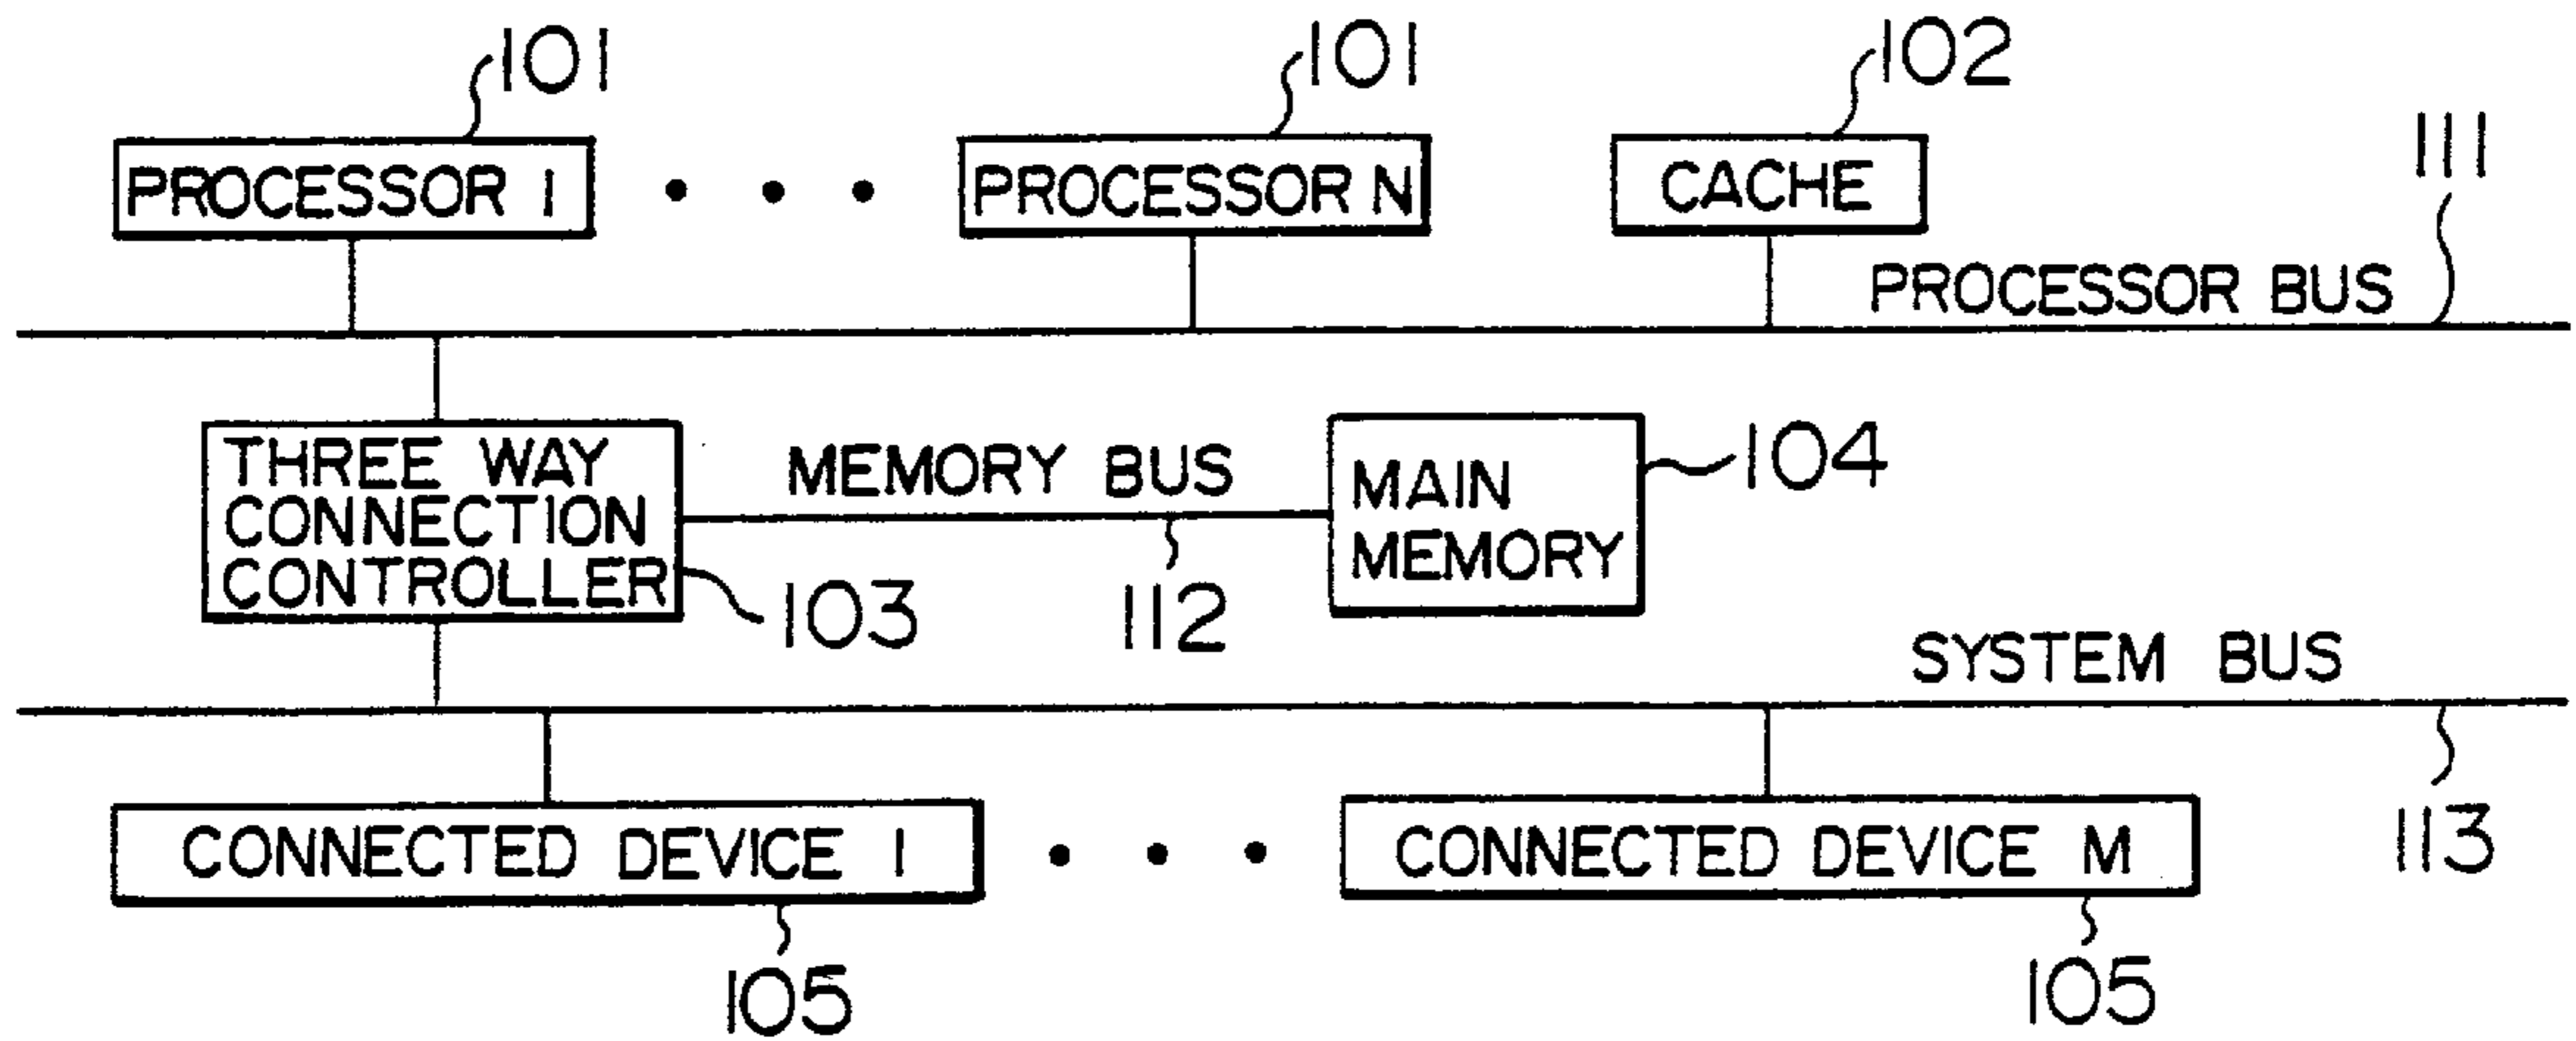 101
101
102
111
PROCESSOR 1
PROCESSOR N
CACHE
PROCESSOR BUS
THREE WAY
CONNECTION
CONTROLLER
103
MEMORY BUS
112
MAIN
MEMORY
104
SYSTEM BUS
113
CONNECTED DEVICE 1
CONNECTED DEVICE M
105
105